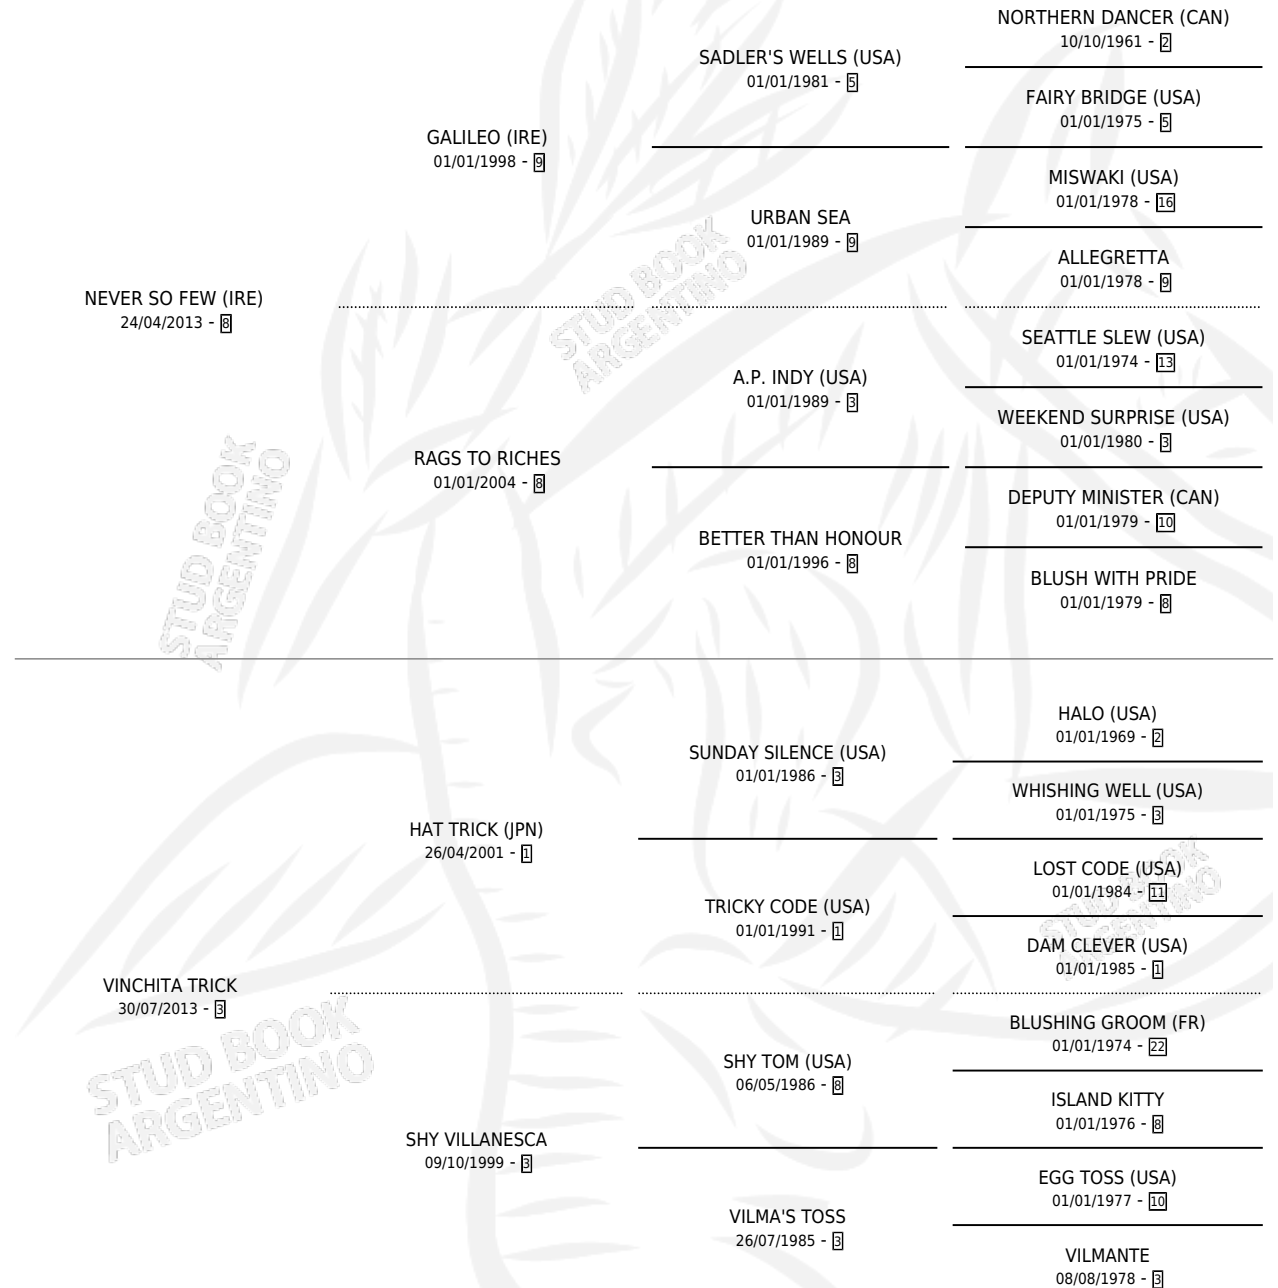 NORTHERN DANCER (CAN)
10/10/1961 - 2
SADLER'S WELLS (USA)
01/01/1981 - 5
FAIRY BRIDGE (USA)
01/01/1975 - 5
GALILEO (IRE)
01/01/1998 - 9
MISWAKI (USA)
01/01/1978 - 16
URBAN SEA
01/01/1989 - 9
ALLEGRETTA
01/01/1978 - 9
NEVER SO FEW (IRE)
24/04/2013 - 8
STUD BOOK
ARGENTINO
SEATTLE SLEW (USA)
01/01/1974 - 13
A.P. INDY (USA)
01/01/1989 - 3
WEEKEND SURPRISE (USA)
01/01/1980 - 3
RAGS TO RICHES
01/01/2004 - 8
DEPUTY MINISTER (CAN)
01/01/1979 - 10
BETTER THAN HONOUR
01/01/1996 - 8
BLUSH WITH PRIDE
01/01/1979 - 8
STUD BOOK
ARGENTINO
HALO (USA)
01/01/1969 - 2
SUNDAY SILENCE (USA)
01/01/1986 - 3
WHISHING WELL (USA)
01/01/1975 - 3
HAT TRICK (JPN)
26/04/2001 - 1
LOST CODE (USA)
01/01/1984 - 11
STUD BOOK
ARGENTINO
TRICKY CODE (USA)
01/01/1991 - 1
DAM CLEVER (USA)
01/01/1985 - 1
VINCHITA TRICK
30/07/2013 - 3
STUD BOOK
ARGENTINO
BLUSHING GROOM (FR)
01/01/1974 - 22
SHY TOM (USA)
06/05/1986 - 8
ISLAND KITTY
01/01/1976 - 8
SHY VILLANESCA
09/10/1999 - 3
EGG TOSS (USA)
01/01/1977 - 10
VILMA'S TOSS
26/07/1985 - 3
VILMANTE
08/08/1978 - 3